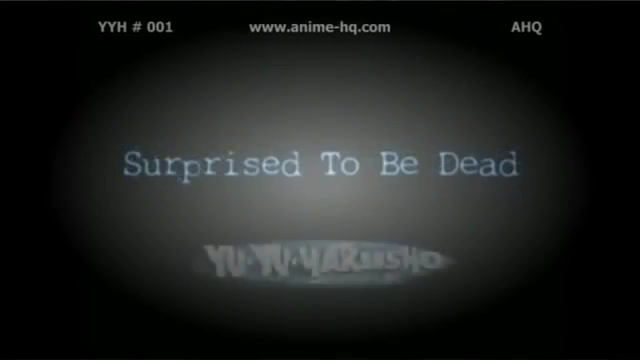 YYH # 001 www.anime-hq.com AHQ
Surprised To Be Dead
YU·YU·HAKUSHO